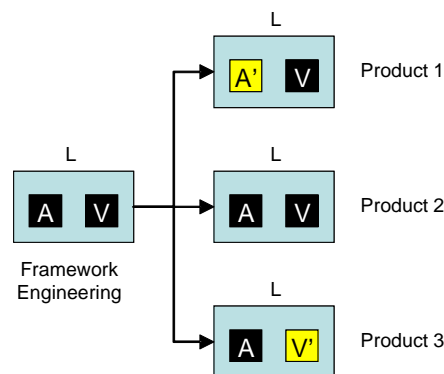 L
A' V
Product 1
L
A V
Framework
Engineering
L
A V
Product 2
L
A V'
Product 3